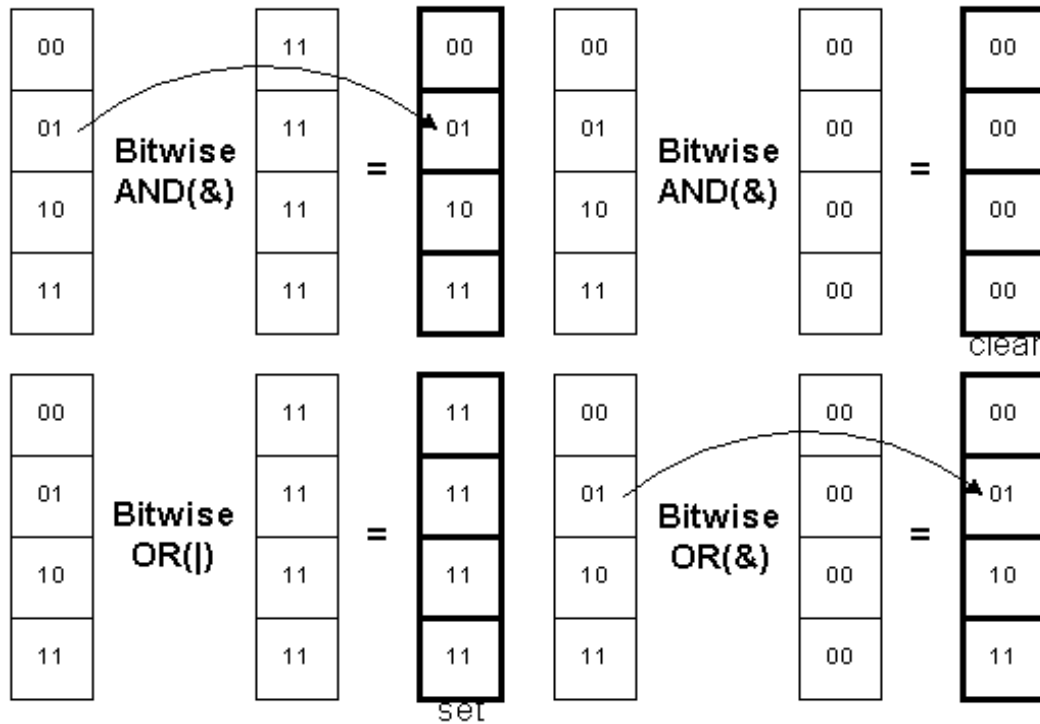 00 11 00 00 00 00
01 11 01 01 00 00
Bitwise Bitwise
AND(&) = AND(&) =
10 11 10 10 00 00
11 11 11 11 00 00
clear
00 11 11 00 00 00
01 11 11 01 00 01
Bitwise Bitwise
OR(|) = OR(&) =
10 11 11 10 00 10
11 11 11 11 00 11
set